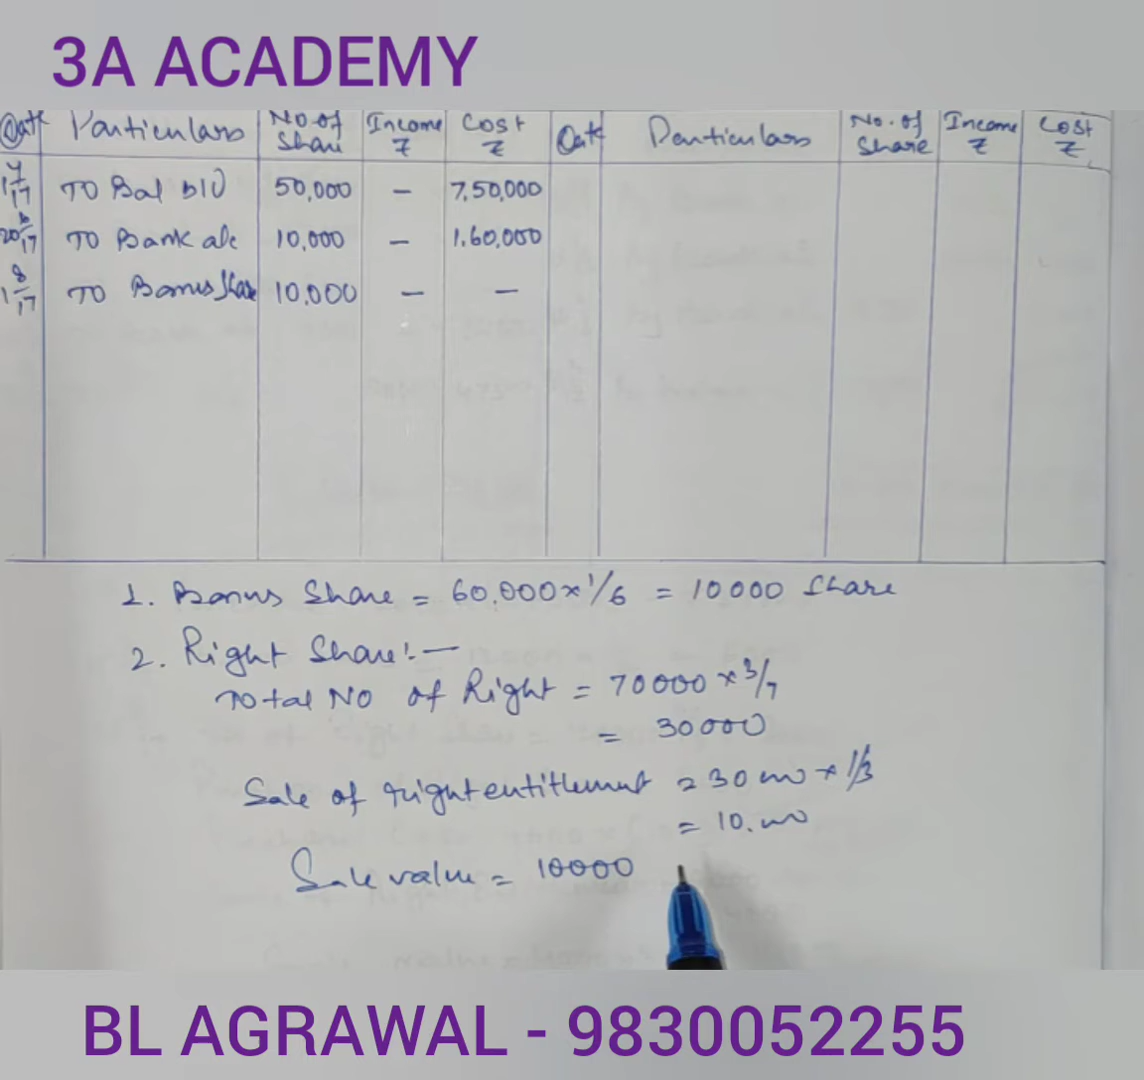 3A ACADEMY
Date Particulars No. of Share Income ₹ Cost ₹ Date Particulars No. of Share Income ₹ Cost ₹
1/4/17 TO Bal b/d 50,000 — 7,50,000
20/6/17 TO Bank a/c 10,000 — 1,60,000
1/8/17 TO Bonus Share 10,000 — —
1. Bonus Share = 60,000 x 1/6 = 10000 Share
2. Right Share:—
Total No of Right = 70000 x 3/7
= 30000
Sale of right entitlement = 30000 x 1/3
= 10,000
Sale value = 10000
BL AGRAWAL - 9830052255